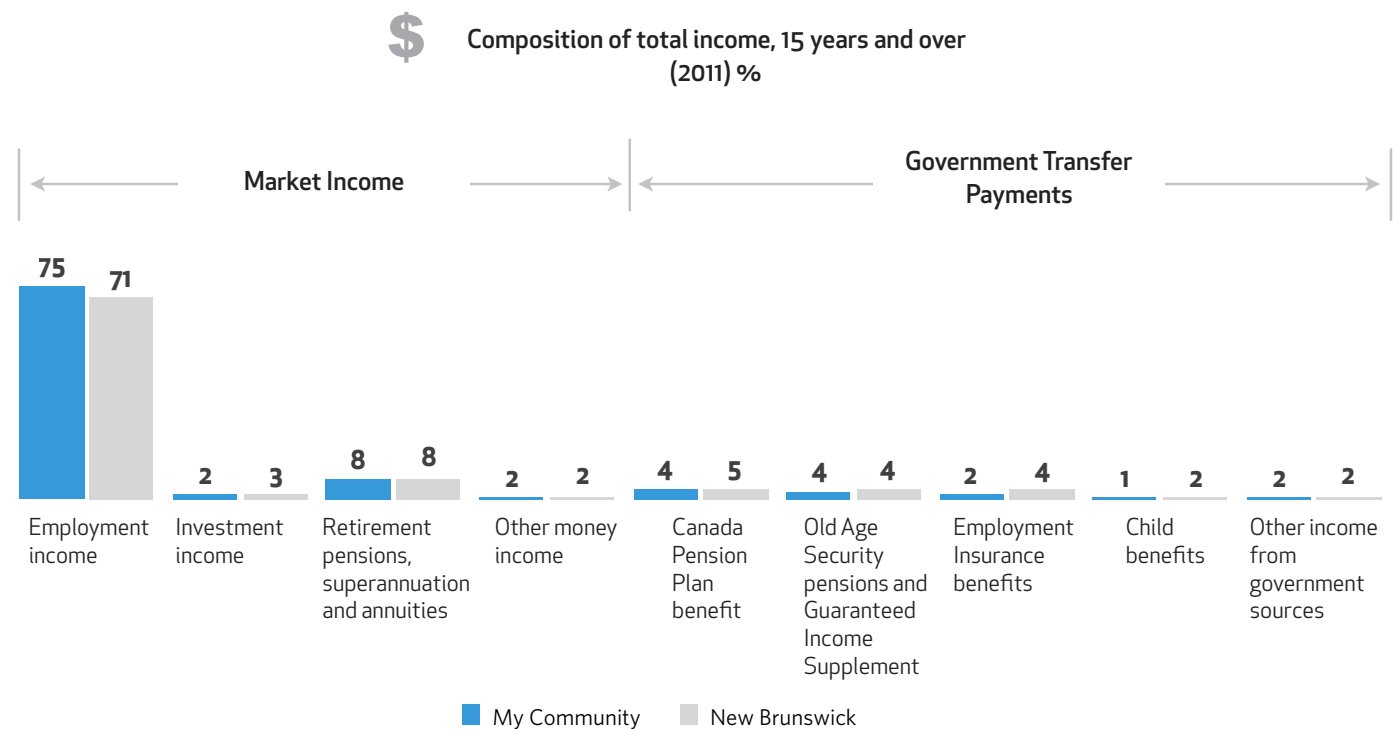 $
Composition of total income, 15 years and over
(2011) %
Market Income
Government Transfer
Payments
75
71
2
3
8
8
2
2
4
5
4
4
2
4
1
2
2
2
Employment
income
Investment
income
Retirement
pensions,
superannuation
and annuities
Other money
income
Canada
Pension
Plan
benefit
Old Age
Security
pensions and
Guaranteed
Income
Supplement
Employment
Insurance
benefits
Child
benefits
Other income
from
government
sources
My Community
New Brunswick